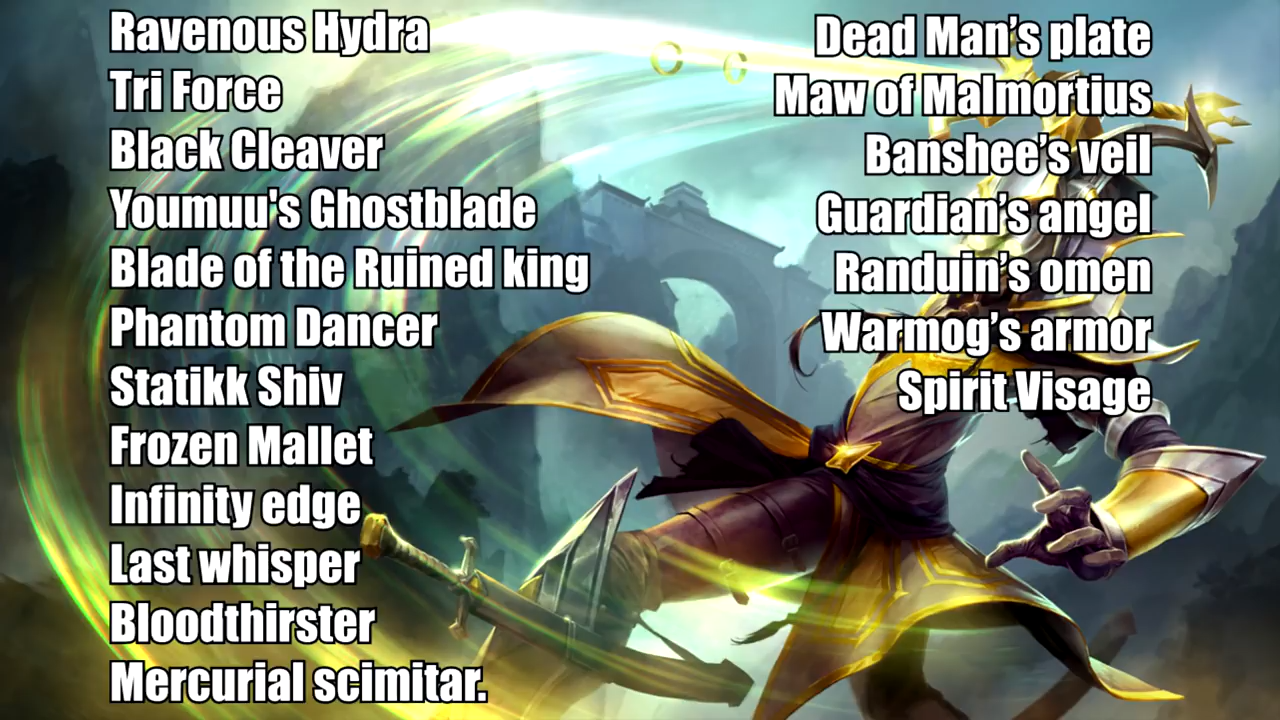 Ravenous Hydra
Tri Force
Black Cleaver
Youmuu's Ghostblade
Blade of the Ruined king
Phantom Dancer
Statikk Shiv
Frozen Mallet
Infinity edge
Last whisper
Bloodthirster
Mercurial scimitar.
Dead Man’s plate
Maw of Malmortius
Banshee’s veil
Guardian’s angel
Randuin’s omen
Warmog’s armor
Spirit Visage